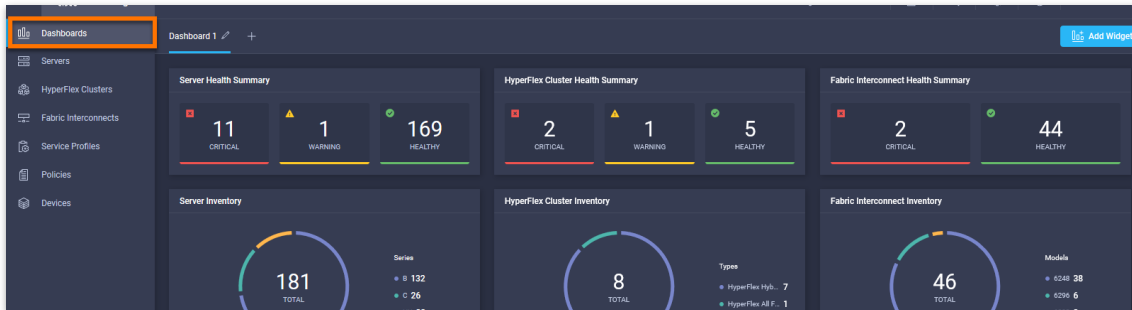 Dashboards
Servers
HyperFlex Clusters
Fabric Interconnects
Service Profiles
Policies
Devices
Dashboard 1
+
Add Widget
Server Health Summary
11
CRITICAL
1
WARNING
169
HEALTHY
HyperFlex Cluster Health Summary
2
CRITICAL
1
WARNING
5
HEALTHY
Fabric Interconnect Health Summary
2
CRITICAL
44
HEALTHY
Server Inventory
181
TOTAL
Series
B 132
C 26
HyperFlex Cluster Inventory
8
TOTAL
Types
HyperFlex Hyb... 7
HyperFlex All F... 1
Fabric Interconnect Inventory
46
TOTAL
Models
6248 38
6296 6